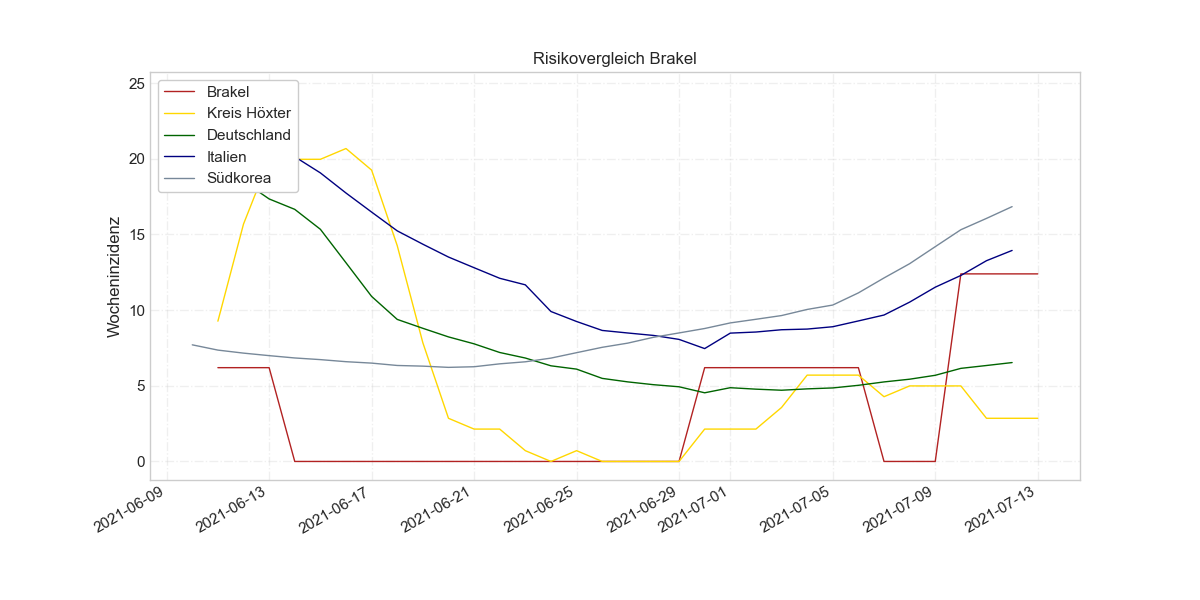 Risikovergleich Brakel
Wocheninzidenz
25
20
15
10
5
0
Brakel
Kreis Höxter
Deutschland
Italien
Südkorea
2021-06-09
2021-06-13
2021-06-17
2021-06-21
2021-06-25
2021-06-29
2021-07-01
2021-07-05
2021-07-09
2021-07-13